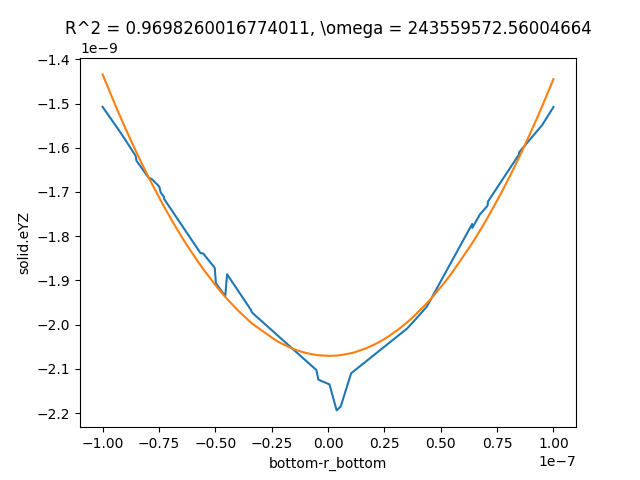 R^2 = 0.9698260016774011, \omega = 243559572.56004664
1e−9
−1.4
−1.5
−1.6
−1.7
−1.8
−1.9
−2.0
−2.1
−2.2
solid.eYZ
−1.00 −0.75 −0.50 −0.25 0.00 0.25 0.50 0.75 1.00
bottom-r_bottom
1e−7